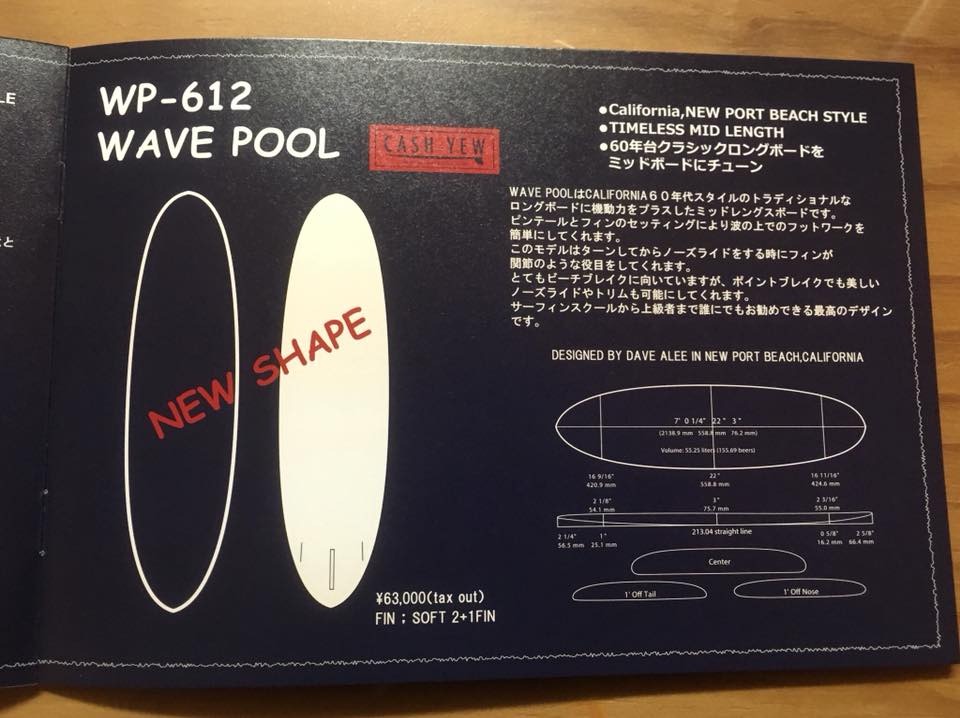 LE
と
WP-612
WAVE POOL
CASH YEW
●California,NEW PORT BEACH STYLE
●TIMELESS MID LENGTH
●60年台クラシックロングボードを
ミッドボードにチューン
WAVE POOLはCALIFORNIA６０年代スタイルのトラディショナルな
ロングボードに機動力をプラスしたミッドレングスボードです。
ピンテールとフィンのセッティングにより波の上でのフットワークを
簡単にしてくれます。
このモデルはターンしてからノーズライドをする時にフィンが
関節のような役目をしてくれます。
とてもビーチブレイクに向いていますが、ポイントブレイクでも美しい
ノーズライドやトリムも可能にしてくれます。
サーフィンスクールから上級者まで誰にでもお勧めできる最高のデザイン
です。
NEW SHAPE
DESIGNED BY DAVE ALEE IN NEW PORT BEACH,CALIFORNIA
7' 0 1/4" 22" 3"
(2138.9 mm 558.8 mm 76.2 mm)
Volume: 55.25 liters (155.69 beers)
16 9/16" 22" 16 11/16"
420.9 mm 558.8 mm 424.6 mm
2 1/8" 3" 2 3/16"
54.1 mm 75.7 mm 55.0 mm
213.04 straight line
2 1/4" 1" 0 5/8" 2 5/8"
56.5 mm 25.1 mm 16.2 mm 66.4 mm
Center
1' Off Tail 1' Off Nose
¥63,000(tax out)
FIN ; SOFT 2+1FIN